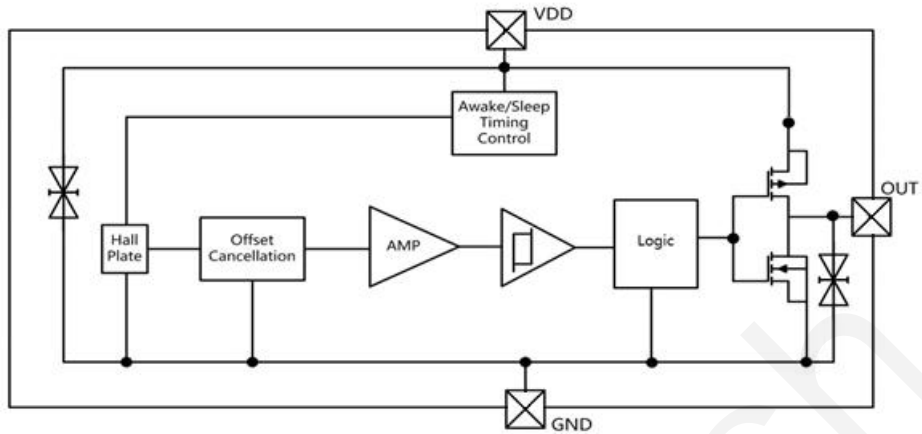 VDD
Awake/Sleep
Timing
Control
OUT
Hall
Plate
Offset
Cancellation
AMP
Logic
GND